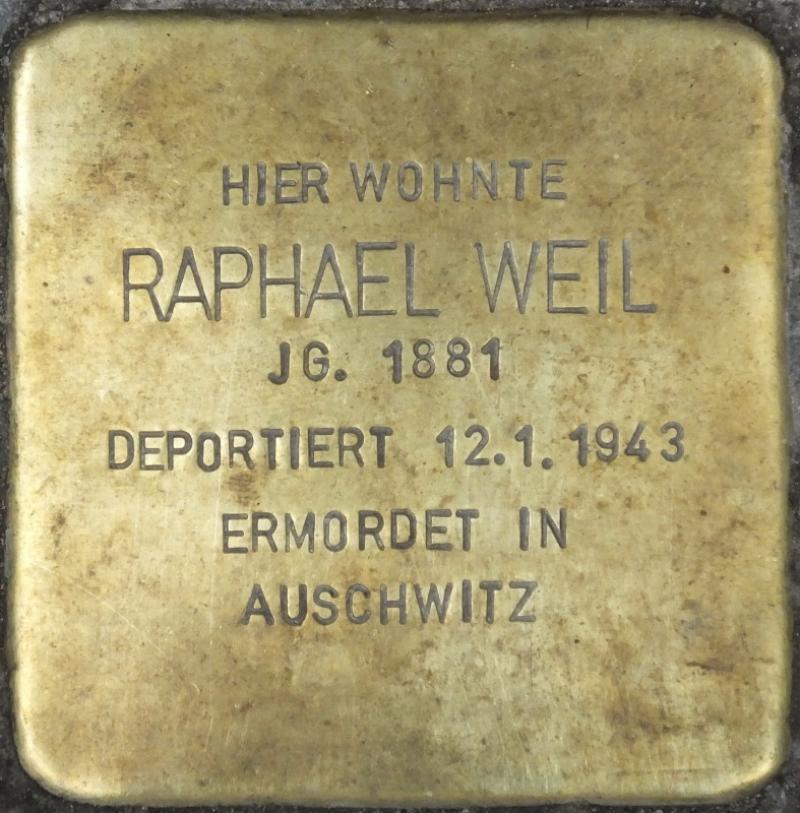 HIER WOHNTE
RAPHAEL WEIL
JG. 1881
DEPORTIERT 12.1.1943
ERMORDET IN
AUSCHWITZ